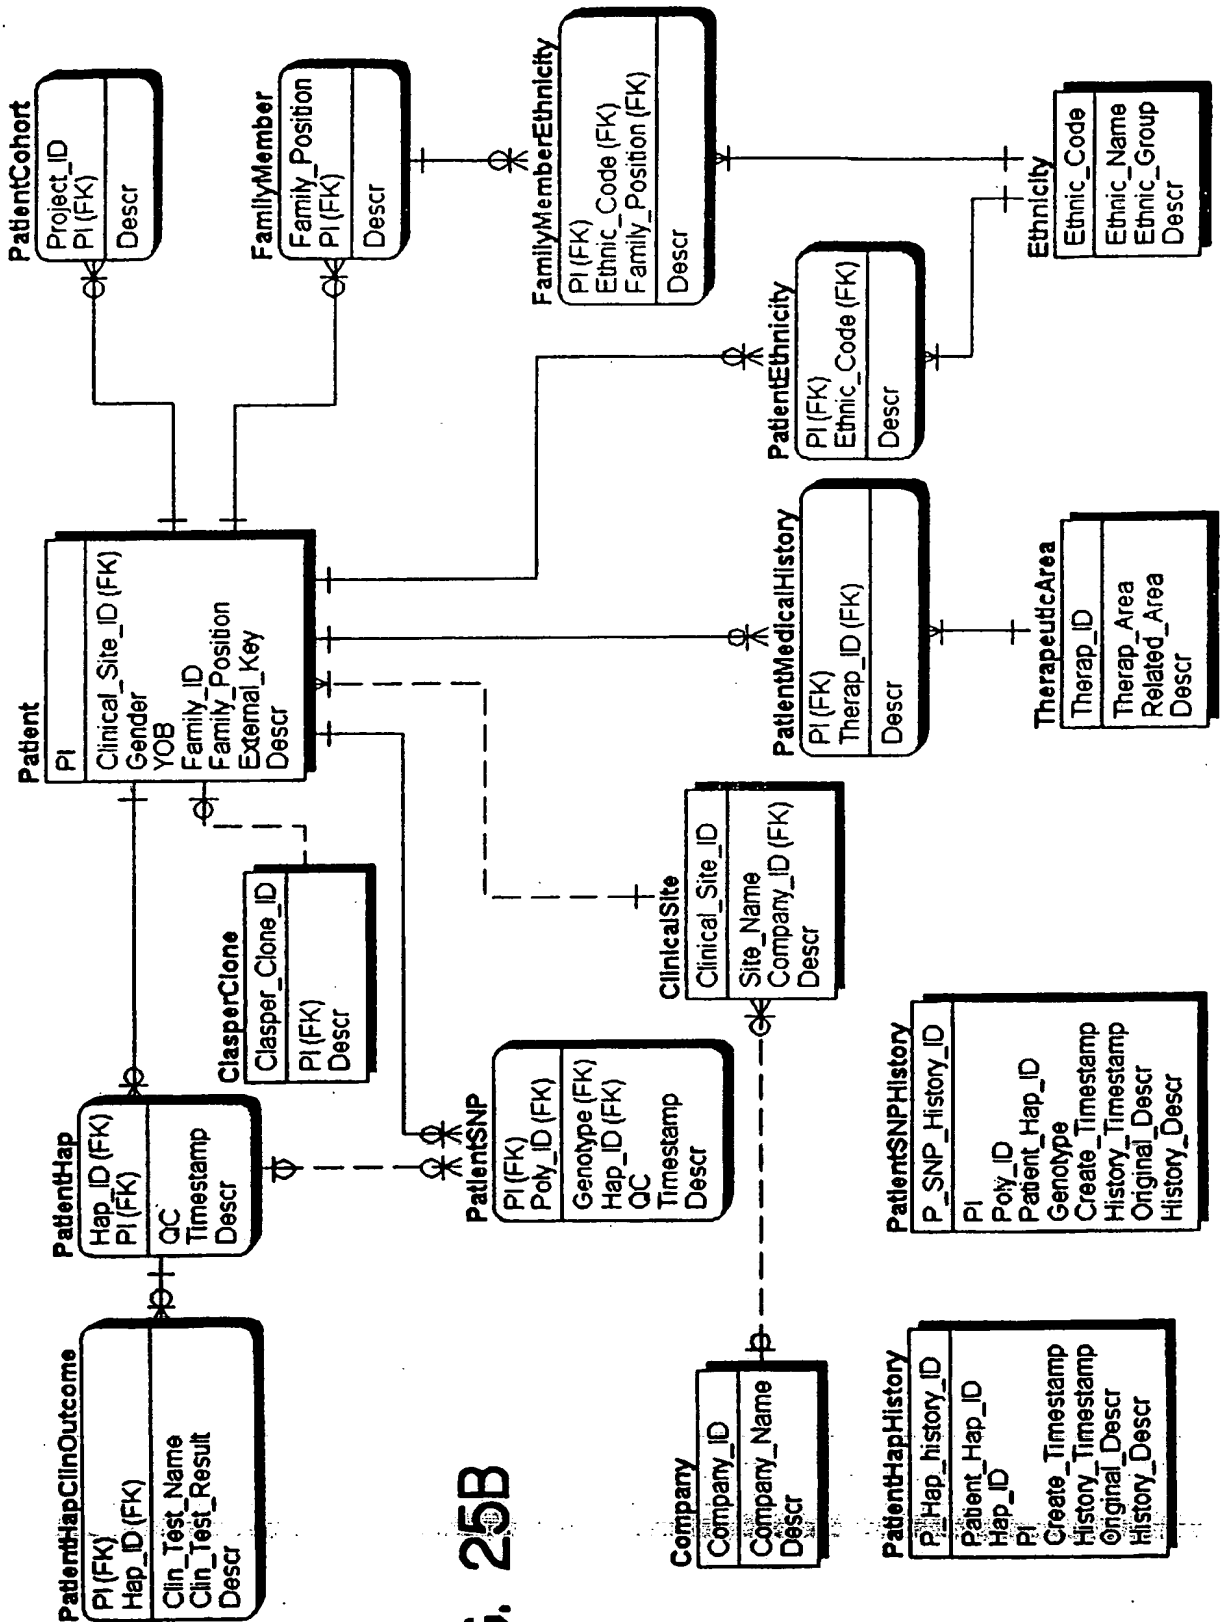 PatientCohort
Project_ID
PI (FK)
Descr
FamilyMember
Family_Position
PI (FK)
Descr
FamilyMemberEthnicity
PI (FK)
Ethnic_Code (FK)
Family_Position (FK)
Descr
Ethnicity
Ethnic_Code
Ethnic_Name
Ethnic_Group
Descr
PatientEthnicity
PI (FK)
Ethnic_Code (FK)
Descr
Patient
PI
Clinical_Site_ID (FK)
Gender
YOB
Family_ID
Family_Position
External_Key
Descr
PatientMedicalHistory
PI (FK)
Therap_ID (FK)
Descr
TherapeuticArea
Therap_ID
Therap_Area
Related_Area
Descr
ClasperClone
Clasper_Clone_ID
PI (FK)
Descr
ClinicalSite
Clinical_Site_ID
Site_Name
Company_ID (FK)
Descr
PatientHap
Hap_ID (FK)
PI (FK)
QC
Timestamp
Descr
PatientSNP
PI (FK)
Poly_ID (FK)
Genotype (FK)
Hap_ID (FK)
QC
Timestamp
Descr
PatientSNPHistory
P_SNP_History_ID
PI
Poly_ID
Patient_Hap_ID
Genotype
Create_Timestamp
History_Timestamp
Original_Descr
History_Descr
PatientHapClinOutcome
PI (FK)
Hap_ID (FK)
Clin_Test_Name
Clin_Test_Result
Descr
Company
Company_ID
Company_Name
Descr
PatientHapHistory
P_Hap_history_ID
Patient_Hap_ID
Hap_ID
PI
Create_Timestamp
History_Timestamp
Original_Descr
History_Descr
25B